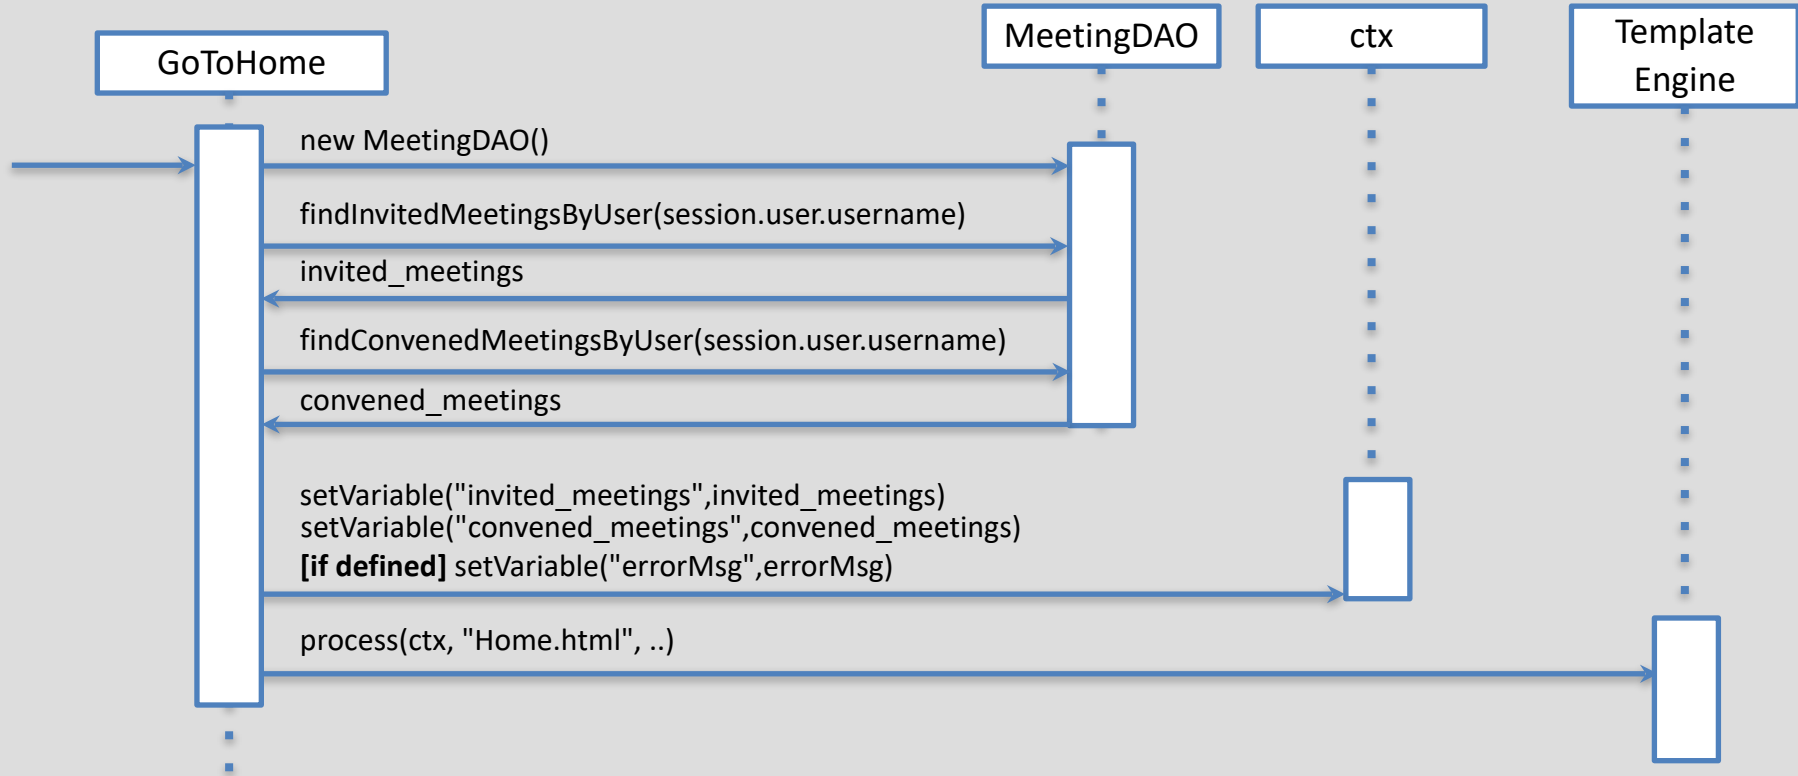 GoToHome
MeetingDAO
ctx
Template
Engine
new MeetingDAO()
findInvitedMeetingsByUser(session.user.username)
invited_meetings
findConvenedMeetingsByUser(session.user.username)
convened_meetings
setVariable("invited_meetings",invited_meetings)
setVariable("convened_meetings",convened_meetings)
[if defined] setVariable("errorMsg",errorMsg)
process(ctx, "Home.html", ..)